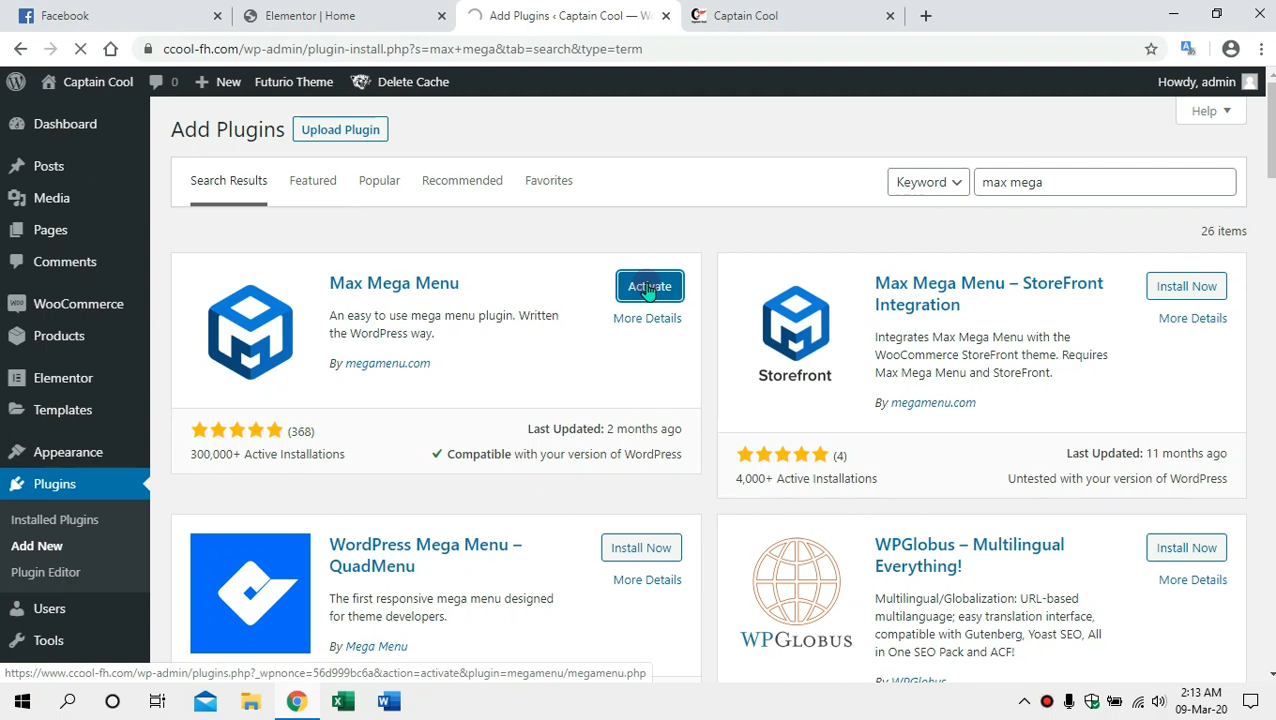 Facebook
Elementor | Home
Add Plugins ‹ Captain Cool — W
Captain Cool
ccool-fh.com/wp-admin/plugin-install.php?s=max+mega&tab=search&type=term
Captain Cool
0
New
Futurio Theme
Delete Cache
Howdy, admin
Dashboard
Posts
Media
Pages
Comments
WooCommerce
Products
Elementor
Templates
Appearance
Plugins
Installed Plugins
Add New
Plugin Editor
Users
Tools
Add Plugins
Upload Plugin
Help
Search Results
Featured
Popular
Recommended
Favorites
Keyword
max mega
26 items
Max Mega Menu
Activate
More Details
An easy to use mega menu plugin. Written
the WordPress way.
By megamenu.com
(368)
Last Updated: 2 months ago
300,000+ Active Installations
Compatible with your version of WordPress
Storefront
Max Mega Menu – StoreFront
Integration
Install Now
More Details
Integrates Max Mega Menu with the
WooCommerce StoreFront theme. Requires
Max Mega Menu and StoreFront.
By megamenu.com
(4)
Last Updated: 11 months ago
4,000+ Active Installations
Untested with your version of WordPress
WordPress Mega Menu –
QuadMenu
Install Now
More Details
The first responsive mega menu designed
for theme developers.
By Mega Menu
WPGLOBUS
WPGlobus – Multilingual
Everything!
Install Now
More Details
Multilingual/Globalization: URL-based
multilanguage; easy translation interface,
compatible with Gutenberg, Yoast SEO, All
in One SEO Pack and ACF!
By WPGlobus
https://www.ccool-fh.com/wp-admin/plugins.php?_wpnonce=56d999bc6a&action=activate&plugin=megamenu/megamenu.php
2:13 AM
09-Mar-20